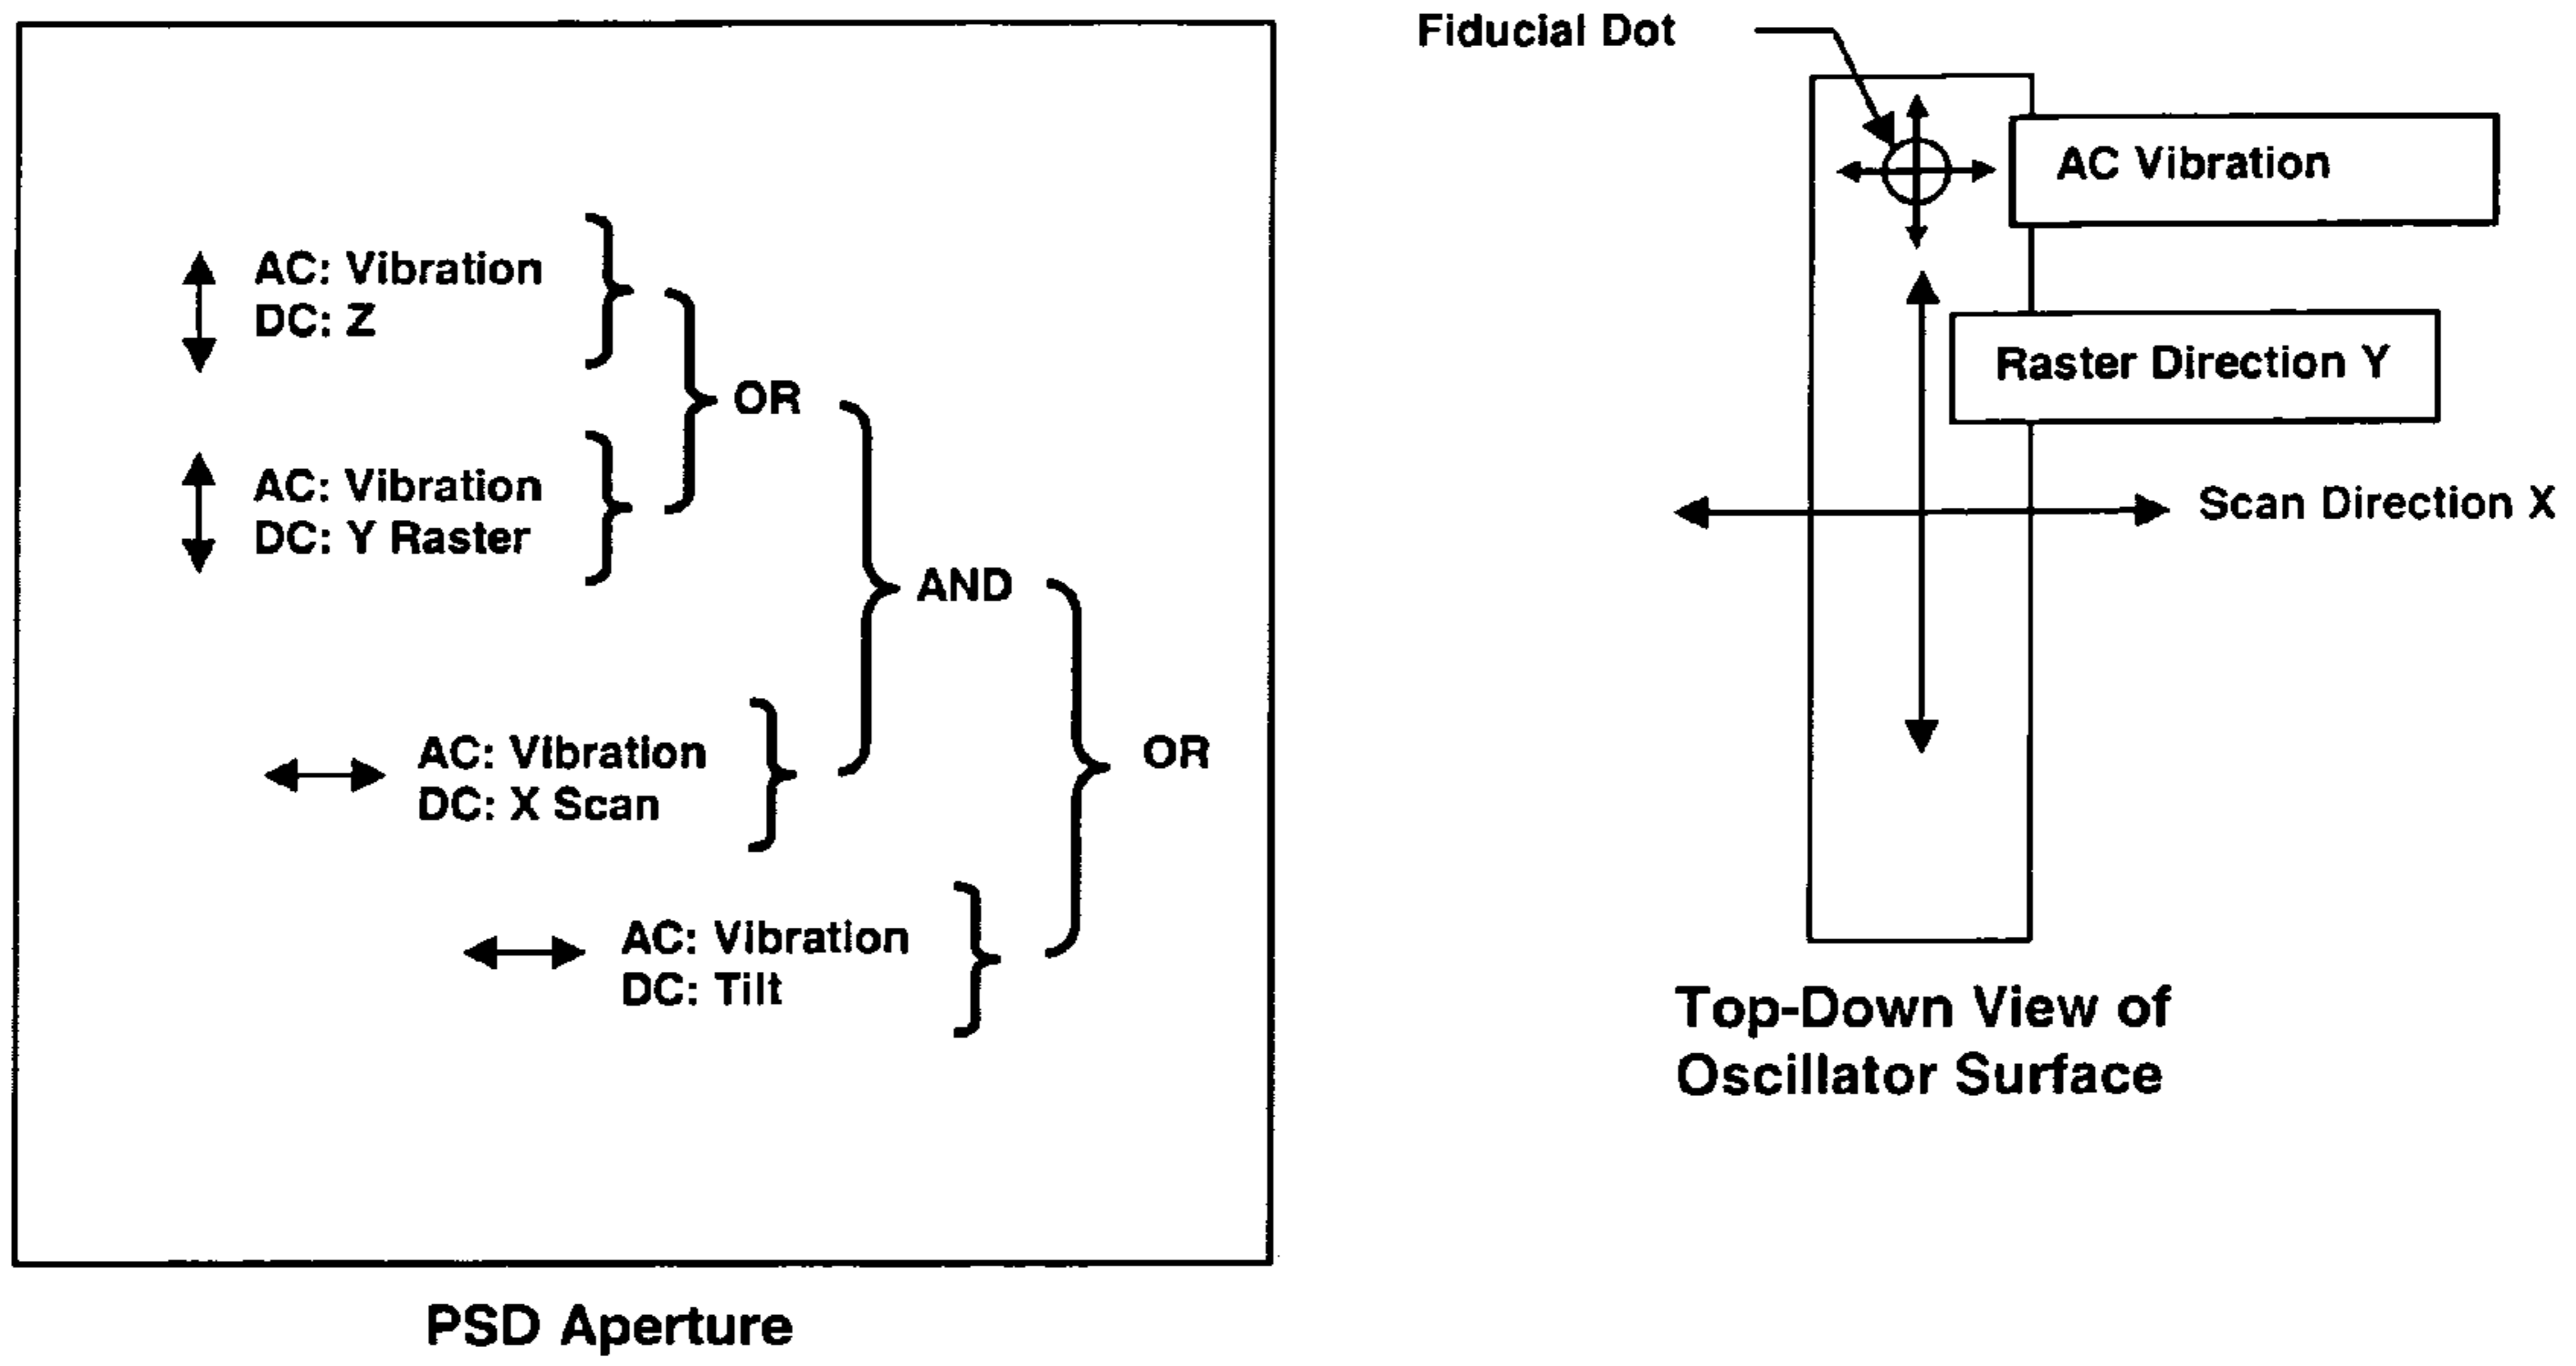 Fiducial Dot
AC Vibration
Raster Direction Y
Scan Direction X
Top-Down View of
Oscillator Surface
AC: Vibration
DC: Z
OR
AC: Vibration
DC: Y Raster
AND
AC: Vibration
DC: X Scan
OR
AC: Vibration
DC: Tilt
PSD Aperture